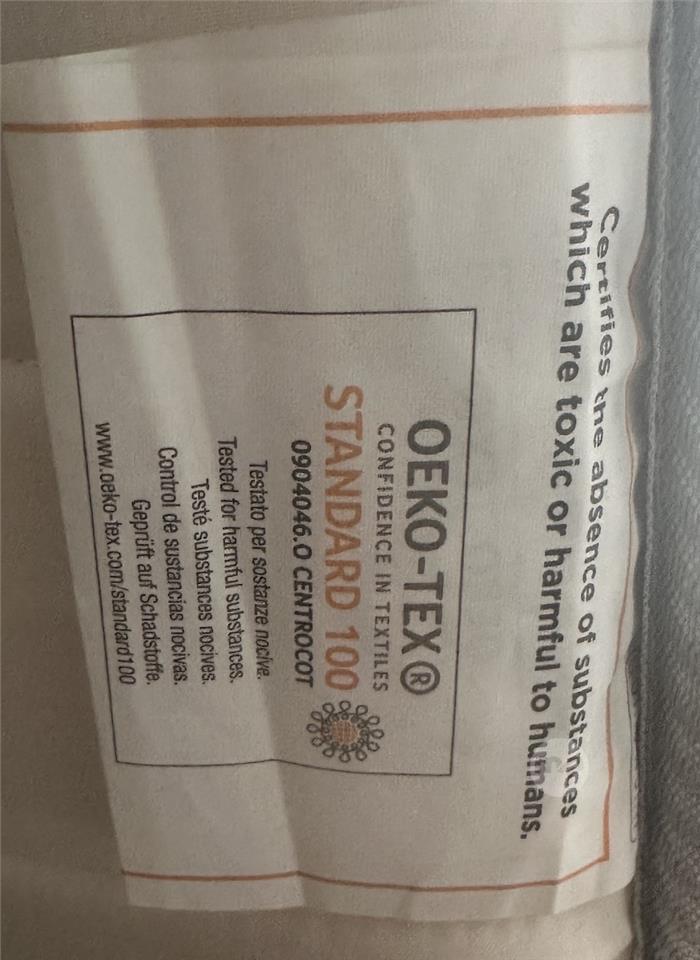 Certifies the absence of substances
which are toxic or harmful to humans.
OEKO-TEX®
CONFIDENCE IN TEXTILES
STANDARD 100
0904046.O CENTROCOT
Testato per sostanze nocive.
Tested for harmful substances.
Testé substances nocives.
Control de sustancias nocivas.
Geprüft auf Schadstoffe.
www.oeko-tex.com/standard100